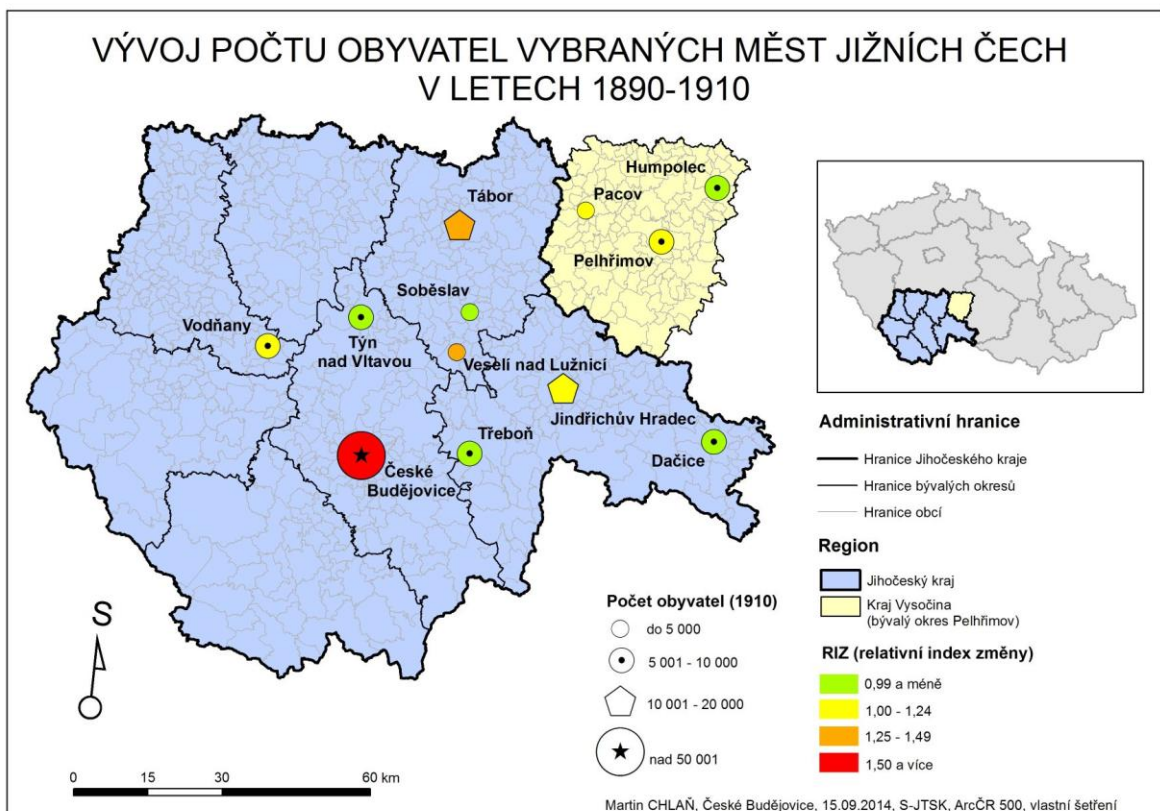 VÝVOJ POČTU OBYVATEL VYBRANÝCH MĚST JIŽNÍCH ČECH
V LETECH 1890-1910
Humpolec
Pacov
Tábor
Pelhřimov
Soběslav
Vodňany
Týn
nad Vltavou
Veselí nad Lužnicí
Jindřichův Hradec
Třeboň
Dačice
České
Budějovice
S
0 15 30 60 km
Počet obyvatel (1910)
do 5 000
5 001 - 10 000
10 001 - 20 000
nad 50 001
Administrativní hranice
Hranice Jihočeského kraje
Hranice bývalých okresů
Hranice obcí
Region
Jihočeský kraj
Kraj Vysočina
(bývalý okres Pelhřimov)
RIZ (relativní index změny)
0,99 a méně
1,00 - 1,24
1,25 - 1,49
1,50 a více
Martin CHLAŇ, České Budějovice, 15.09.2014, S-JTSK, ArcČR 500, vlastní šetření